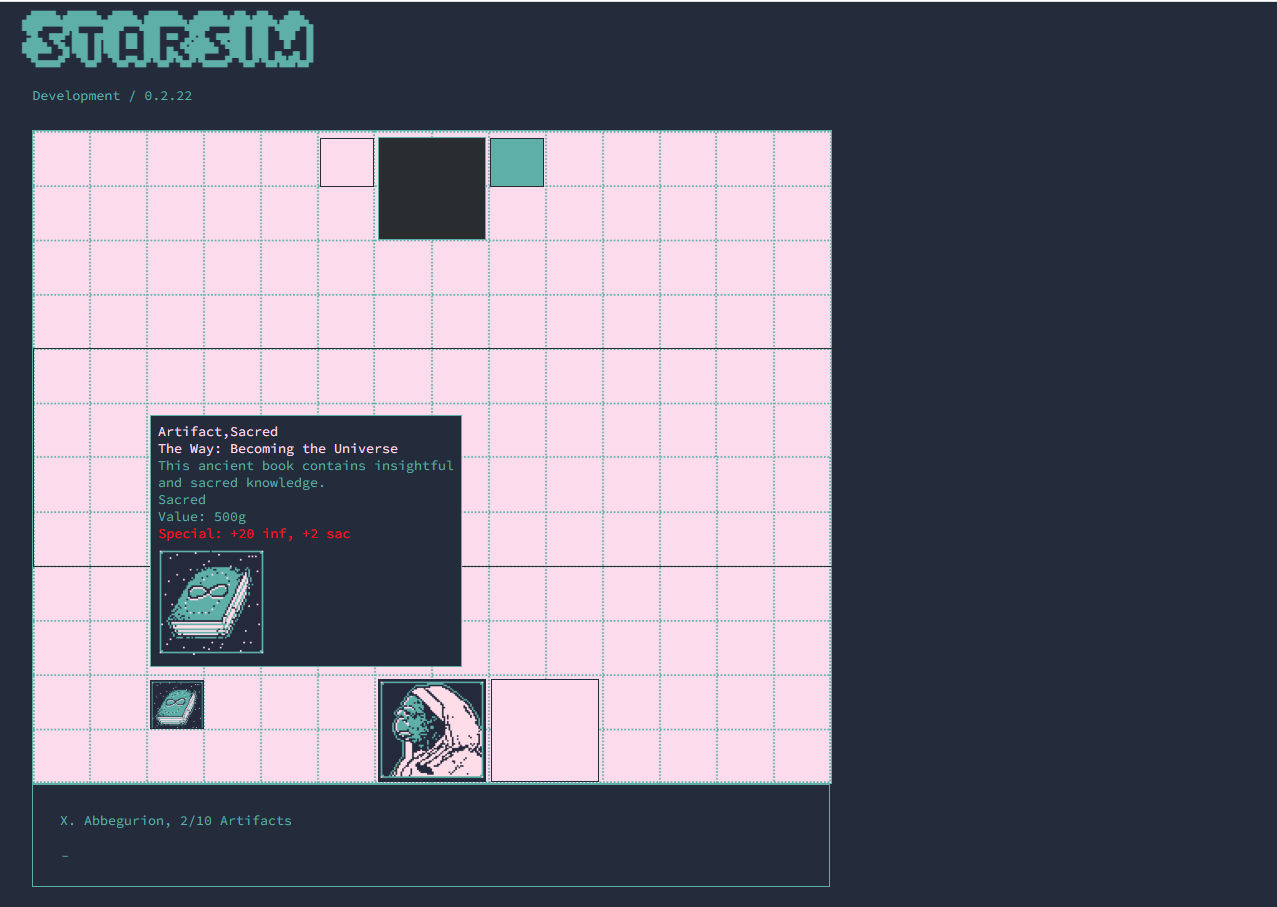 STARSIM
Development / 0.2.22
Artifact,Sacred
The Way: Becoming the Universe
This ancient book contains insightful
and sacred knowledge.
Sacred
Value: 500g
Special: +20 inf, +2 sac
X. Abbegurion, 2/10 Artifacts
_